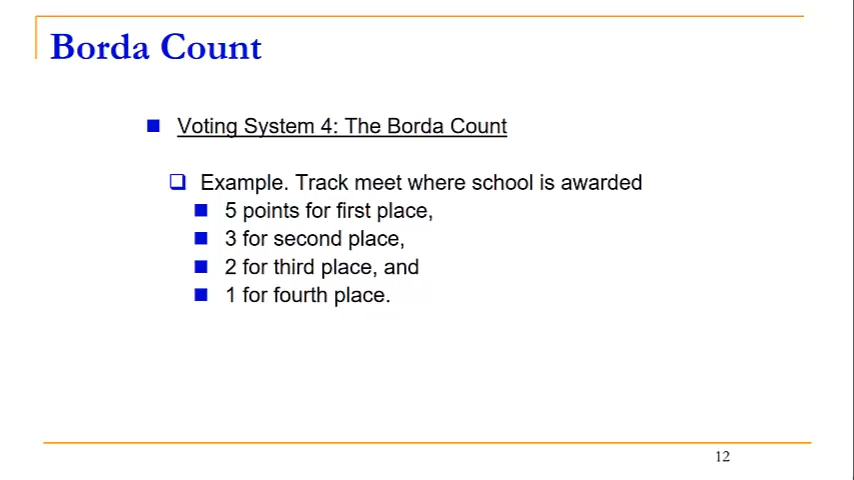 Borda Count
Voting System 4: The Borda Count
Example. Track meet where school is awarded
5 points for first place,
3 for second place,
2 for third place, and
1 for fourth place.
12